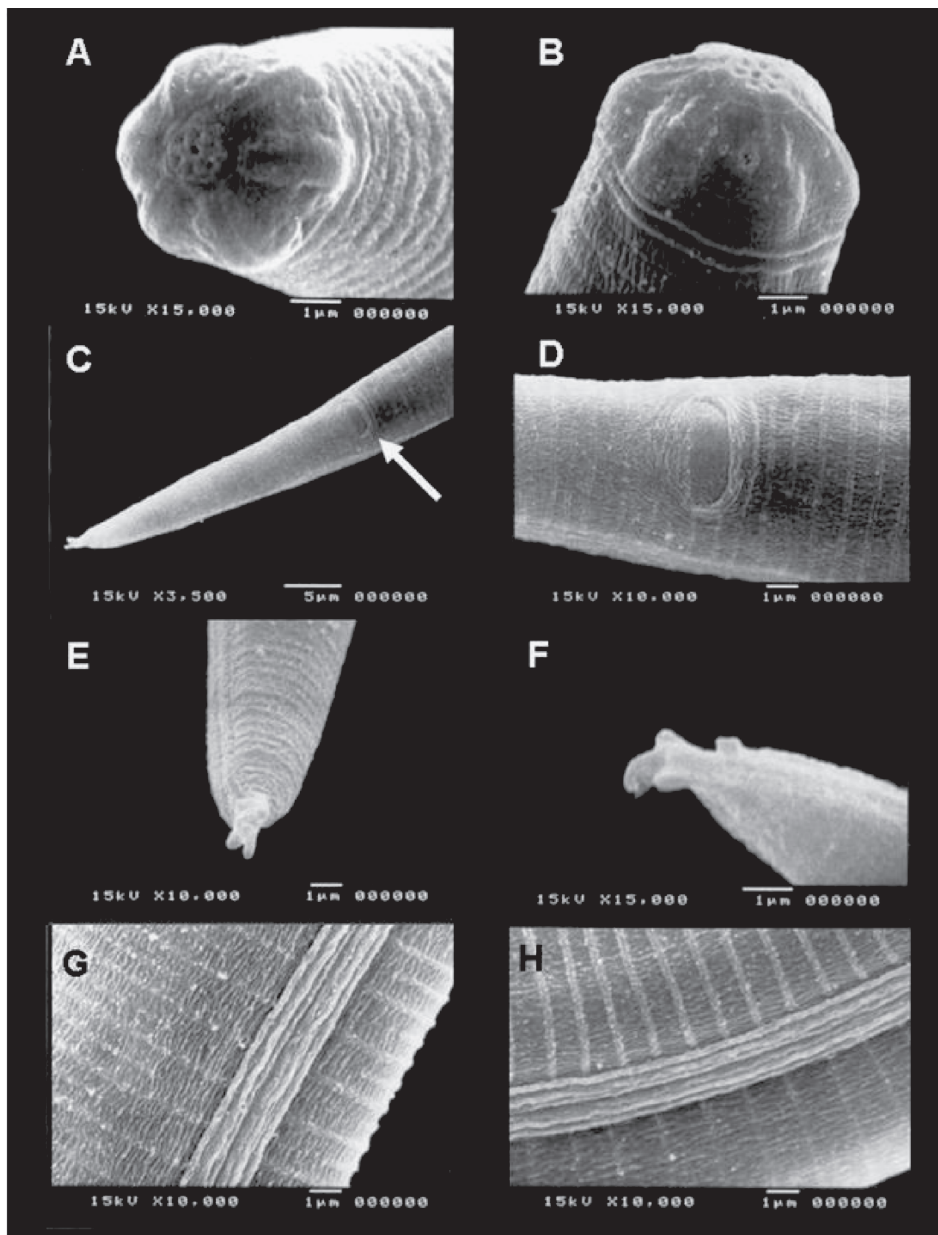 A
B
15kV X15,000 1μm 000000
15kV X15,000 1μm 000000
C
D
15kV X3,500 5μm 000000
15kV X10,000 1μm 000000
E
F
15kV X10,000 1μm 000000
15kV X15,000 1μm 000000
G
H
15kV X10,000 1μm 000000
15kV X10,000 1μm 000000